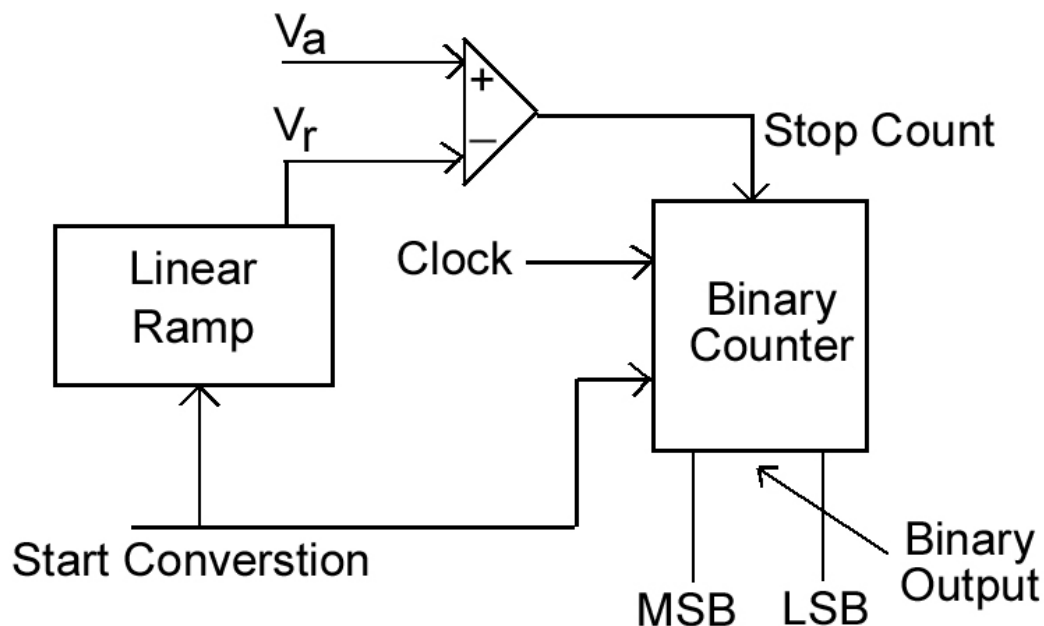 Va
+
Vr
−
Stop Count
Linear
Ramp
Clock
Binary
Counter
Start Converstion
Binary
Output
MSB LSB